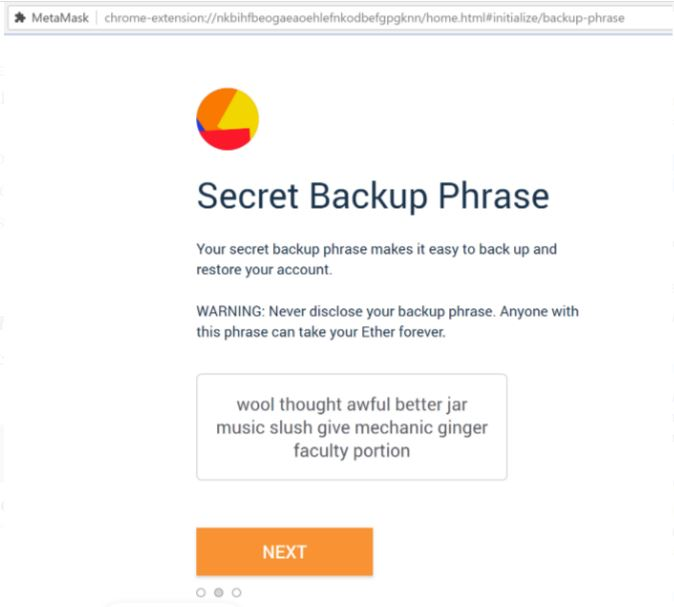 MetaMask chrome-extension://nkbihfbeogaeaoehlefnkodbefgpgknn/home.html#initialize/backup-phrase
Secret Backup Phrase
Your secret backup phrase makes it easy to back up and
restore your account.
WARNING: Never disclose your backup phrase. Anyone with
this phrase can take your Ether forever.
wool thought awful better jar
music slush give mechanic ginger
faculty portion
NEXT